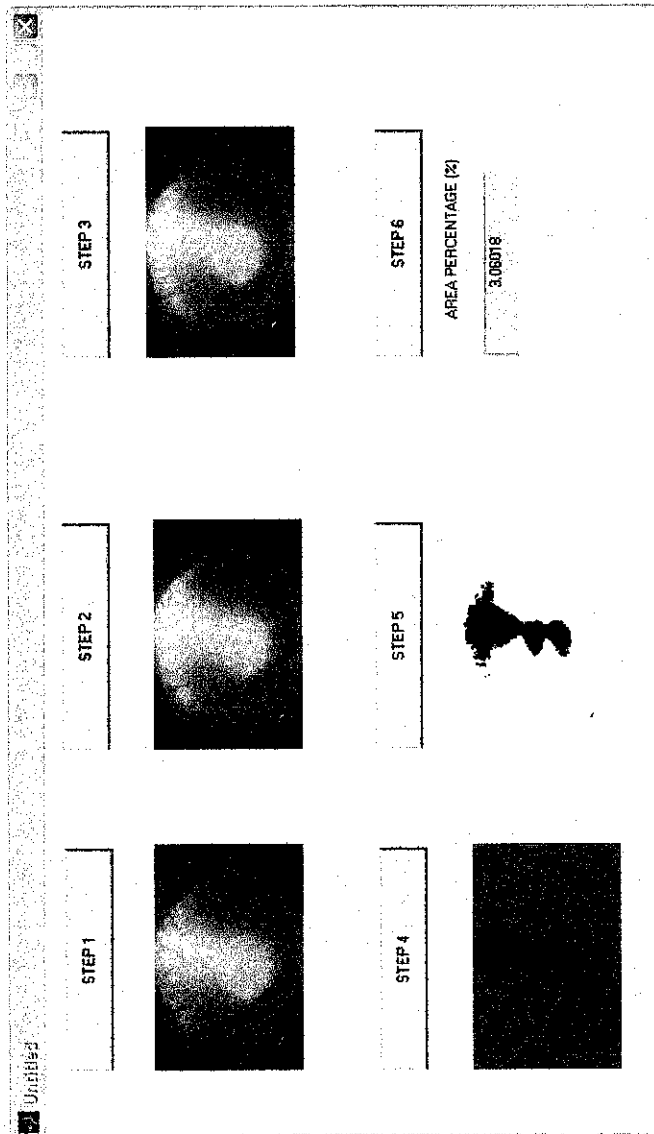 Untitled
STEP 1
STEP 2
STEP 3
STEP 4
STEP 5
STEP 6
AREA PERCENTAGE (%)
3.06018